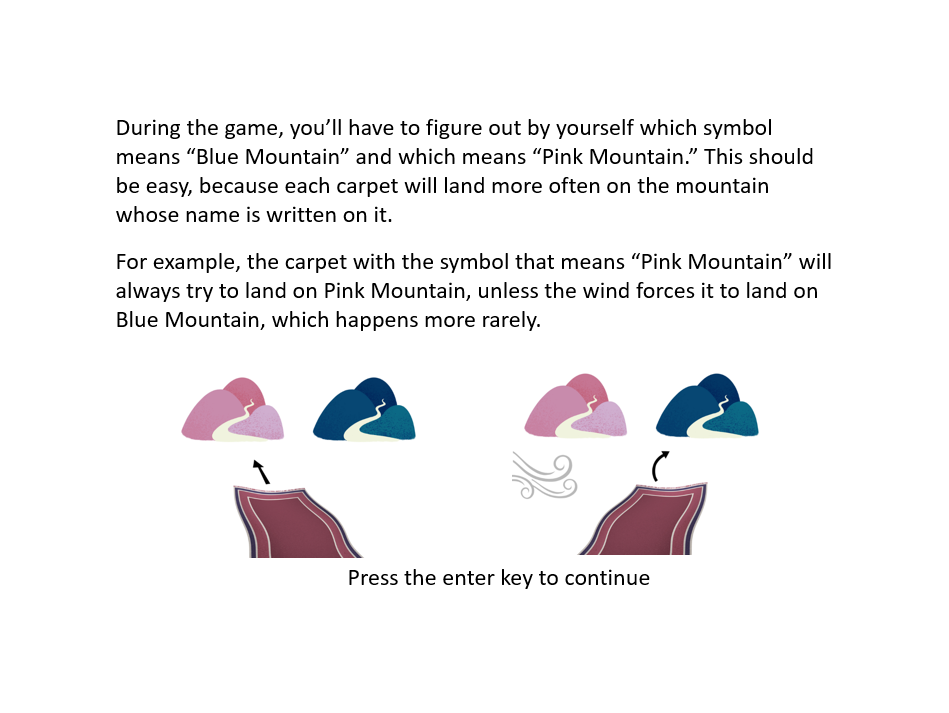 During the game, you’ll have to figure out by yourself which symbol
means “Blue Mountain” and which means “Pink Mountain.” This should
be easy, because each carpet will land more often on the mountain
whose name is written on it.
For example, the carpet with the symbol that means “Pink Mountain” will
always try to land on Pink Mountain, unless the wind forces it to land on
Blue Mountain, which happens more rarely.
Press the enter key to continue